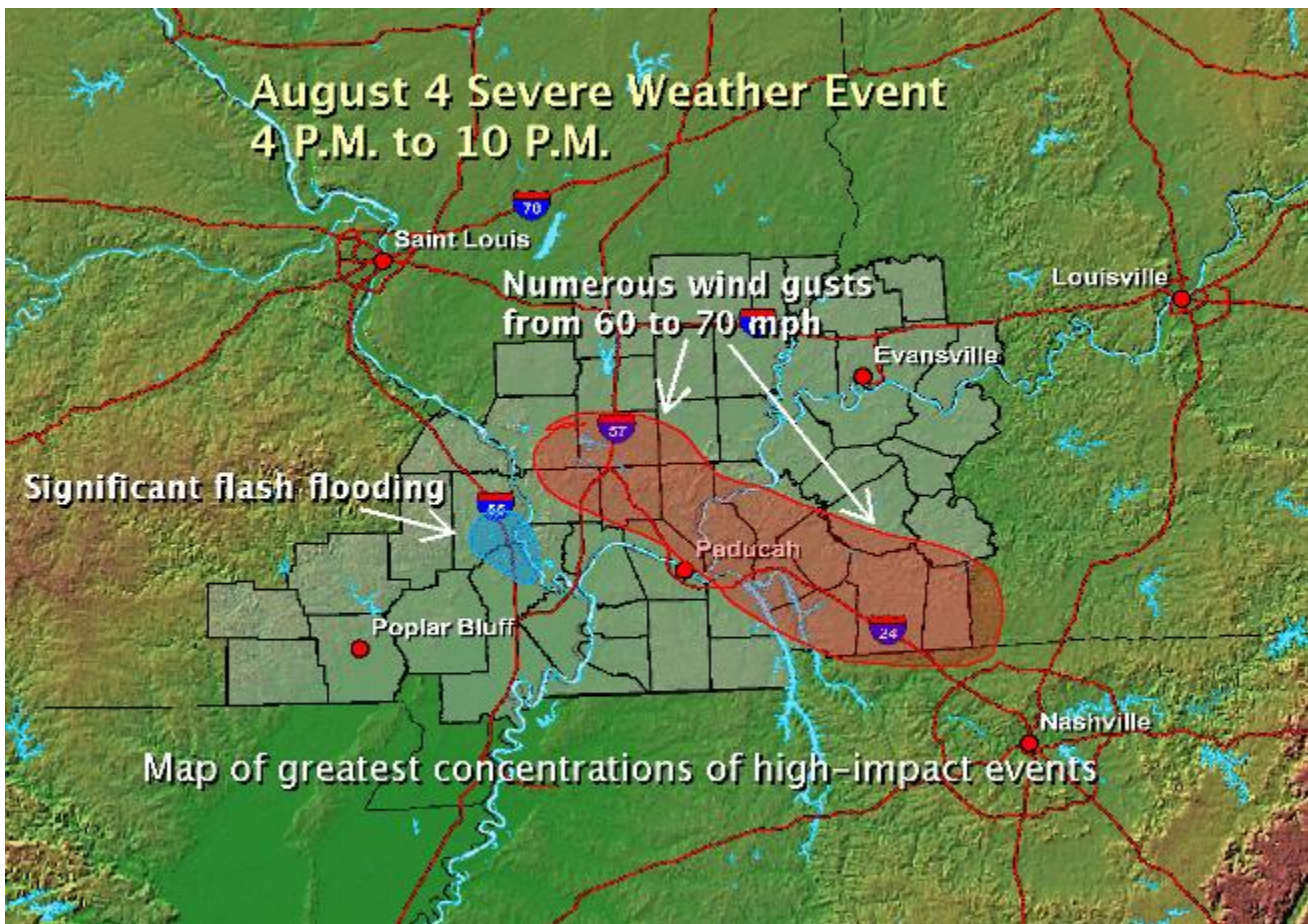 August 4 Severe Weather Event
4 P.M. to 10 P.M.
70
Saint Louis
Louisville
Numerous wind gusts
from 60 to 70 mph
Evansville
57
Significant flash flooding
55
Paducah
Poplar Bluff
24
Nashville
Map of greatest concentrations of high-impact events